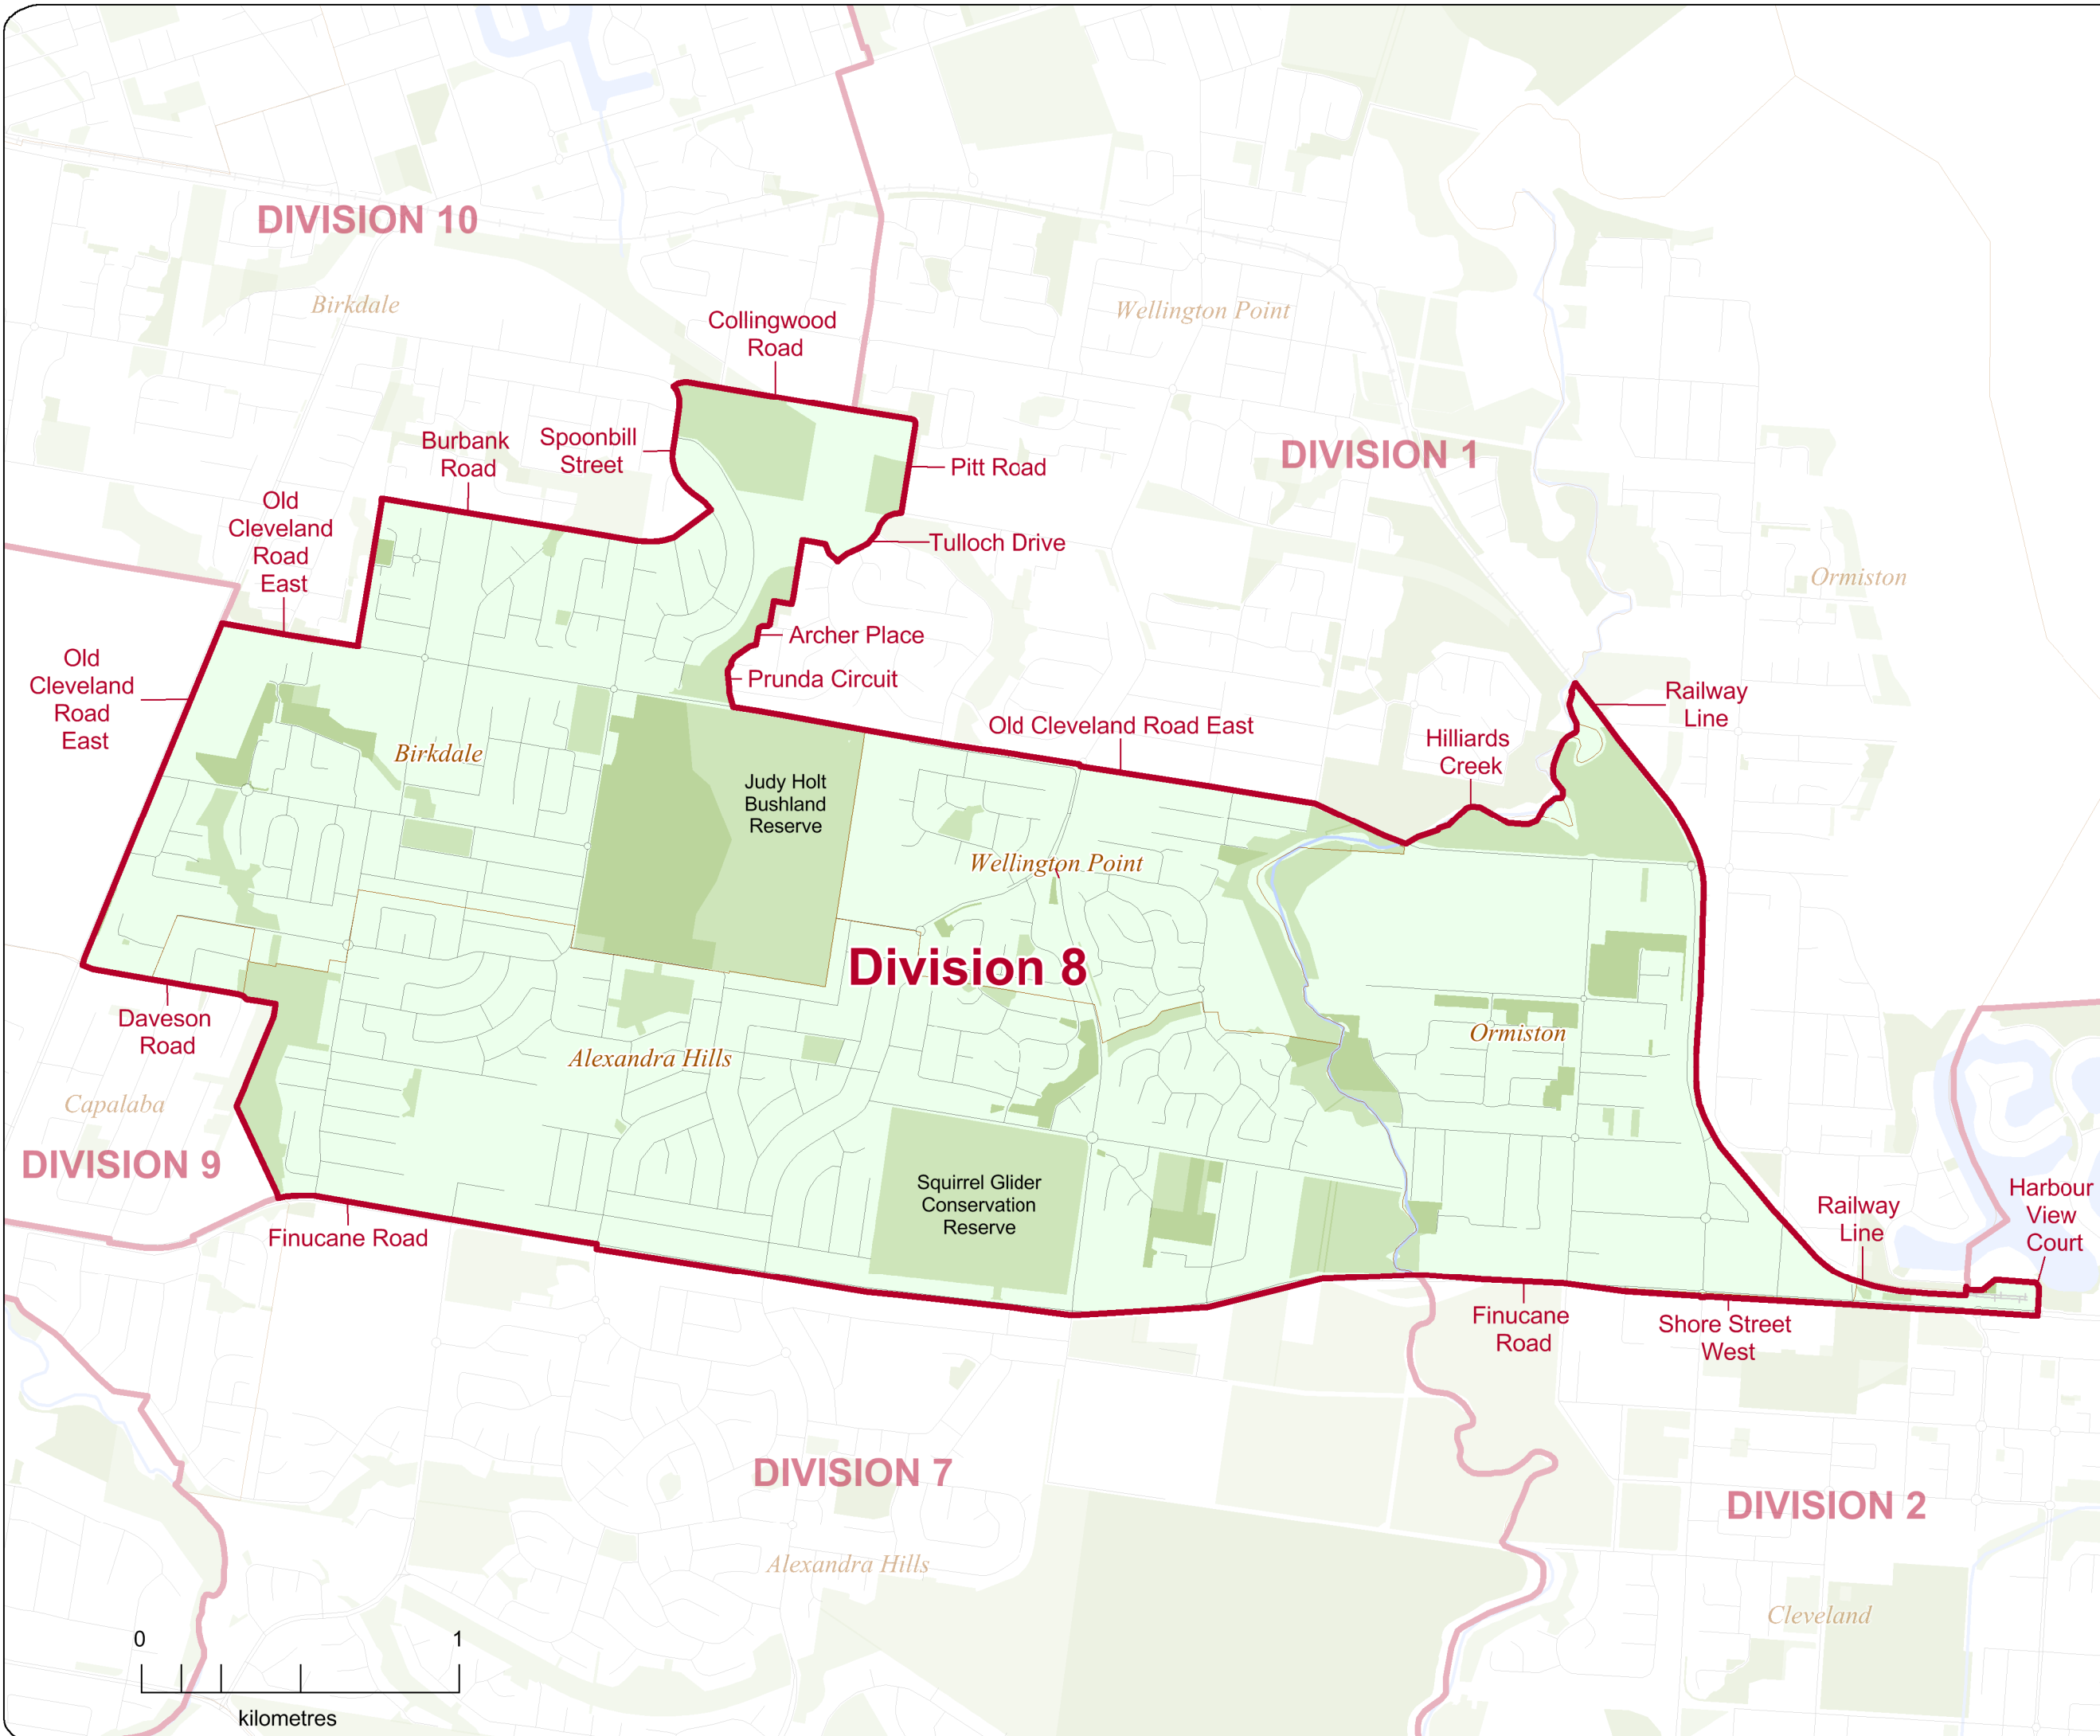 DIVISION 10
Birkdale
Wellington Point
Collingwood
Road
Burbank
Road
Spoonbill
Street
DIVISION 1
Pitt Road
Old
Cleveland
Road
East
Tulloch Drive
Ormiston
Archer Place
Old
Cleveland
Road
East
Prunda Circuit
Railway
Line
Old Cleveland Road East
Hilliards
Creek
Birkdale
Judy Holt
Bushland
Reserve
Wellington Point
Division 8
Daveson
Road
Ormiston
Alexandra Hills
Capalaba
DIVISION 9
Squirrel Glider
Conservation
Reserve
Harbour
View
Court
Railway
Line
Finucane Road
Finucane
Road
Shore Street
West
DIVISION 7
DIVISION 2
Alexandra Hills
Cleveland
0 1
kilometres